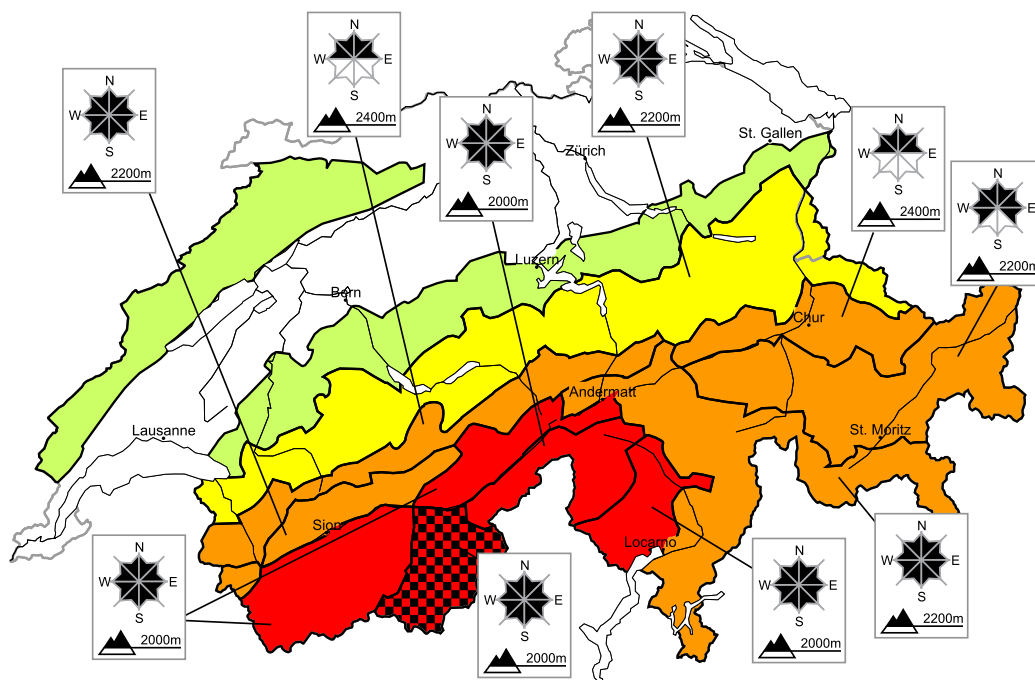 N
W E
S
2200m
N
W E
S
2400m
N
W E
S
2000m
N
W E
S
2200m
N
W E
S
2400m
N
W E
S
2200m
St. Gallen
Zürich
Luzern
Bern
Chur
Andermatt
Lausanne
St. Moritz
Sion
Locarno
N
W E
S
2000m
N
W E
S
2000m
N
W E
S
2000m
N
W E
S
2200m